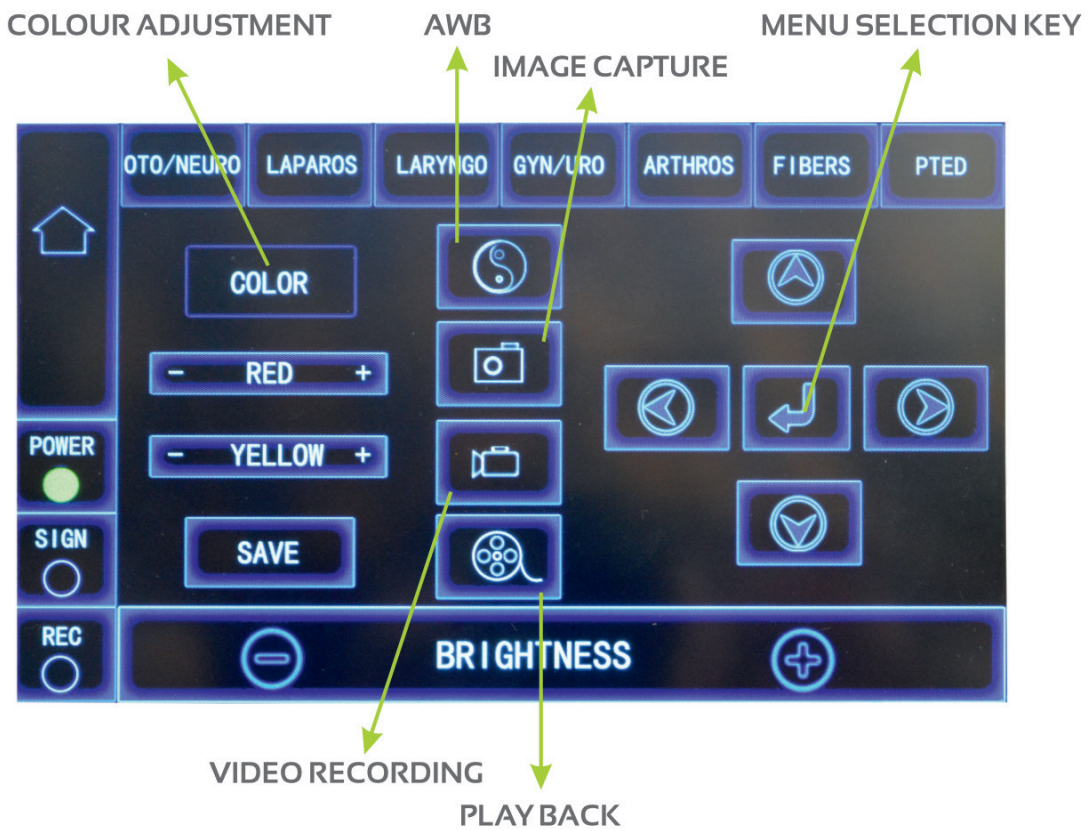 COLOUR ADJUSTMENT
AWB
MENU SELECTION KEY
IMAGE CAPTURE
OTO/NEURO
LAPAROS
LARYNGO
GYN/URO
ARTHROS
FIBERS
PTED
COLOR
- RED +
POWER
- YELLOW +
SIGN
SAVE
REC
BRIGHTNESS
VIDEO RECORDING
PLAY BACK